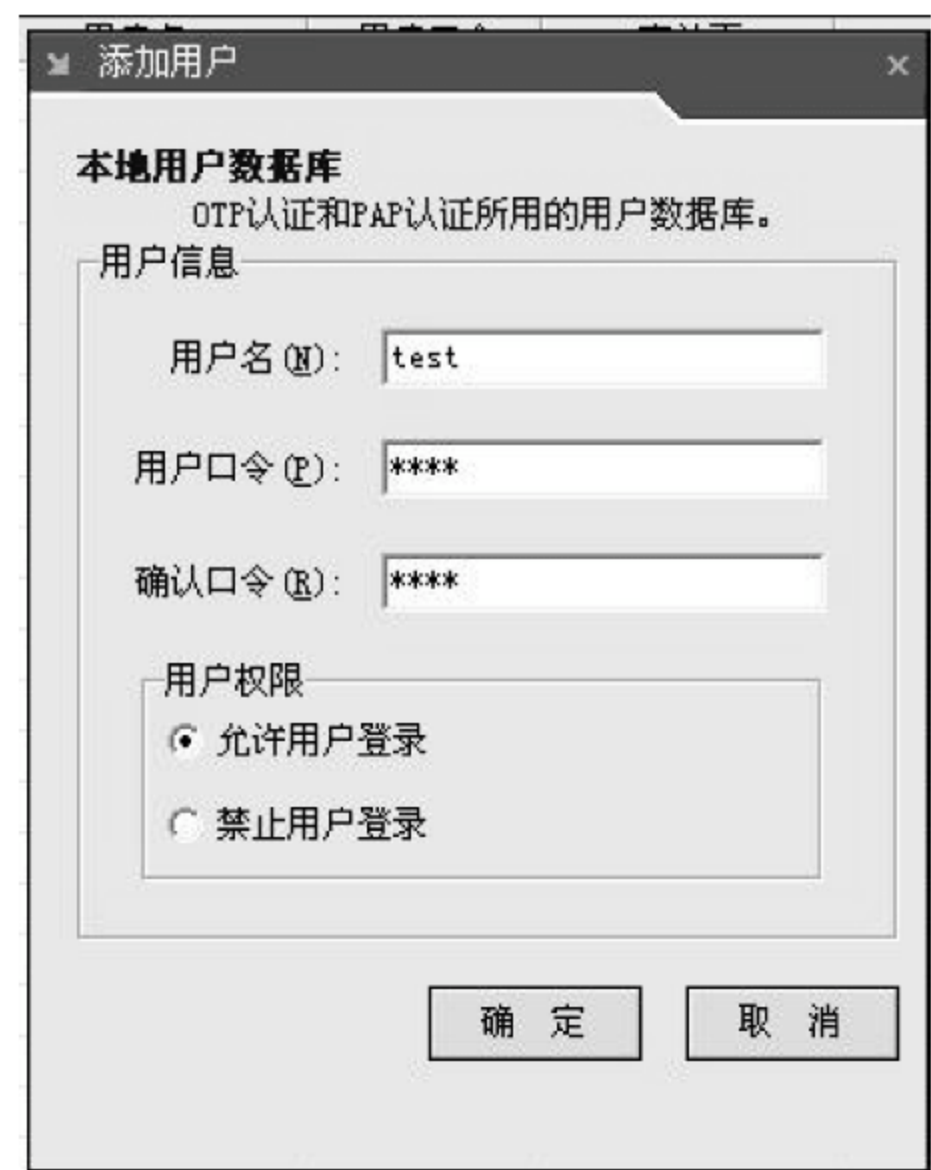 添加用户
本地用户数据库
OTP认证和PAP认证所用的用户数据库。
用户信息
用户名(N): test
用户口令(P): ****
确认口令(R): ****
用户权限
允许用户登录
禁止用户登录
确 定 取 消